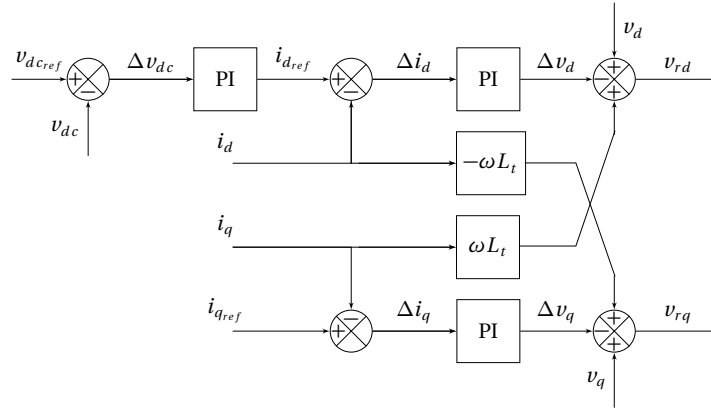 v_d
v_{dc_{ref}} + − Δv_{dc} PI i_{d_{ref}} + − Δi_d PI Δv_d + − + v_{rd}
v_{dc}
i_d −ωL_t
i_q ωL_t
i_{q_{ref}} − + Δi_q PI Δv_q + + + v_{rq}
v_q